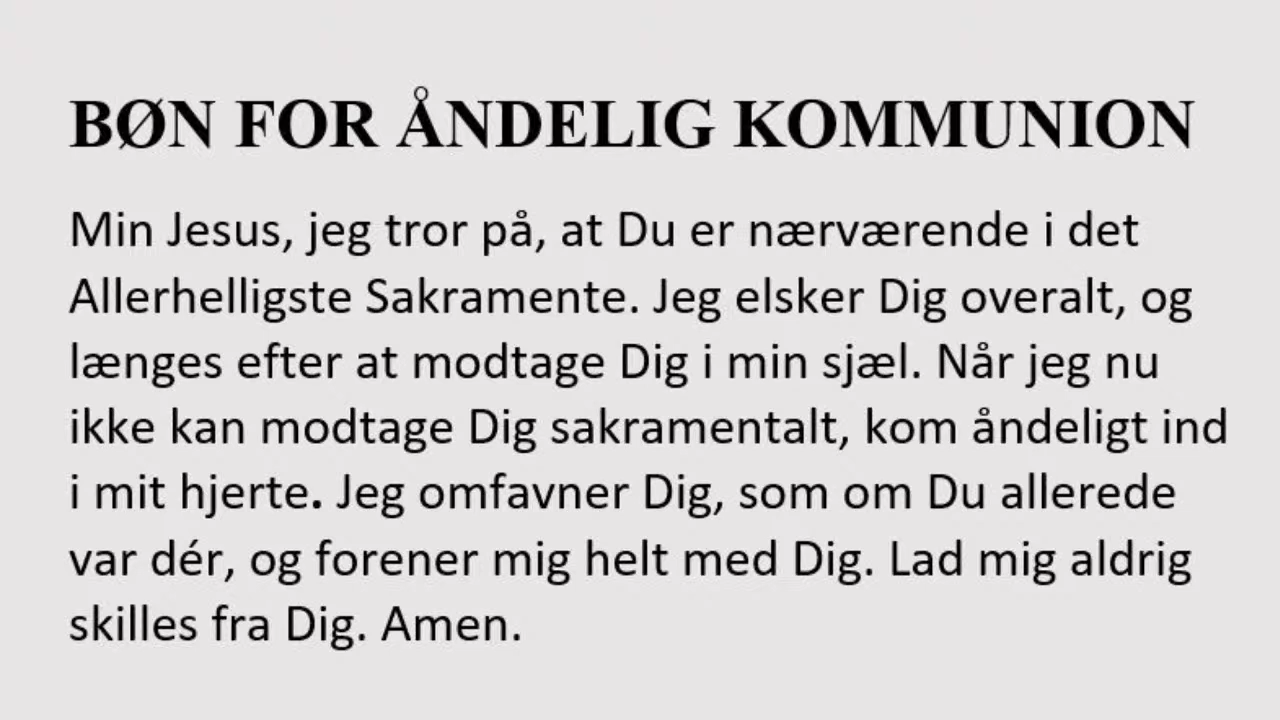 BØN FOR ÅNDELIG KOMMUNION
Min Jesus, jeg tror på, at Du er nærværende i det
Allerhelligste Sakramente. Jeg elsker Dig overalt, og
længes efter at modtage Dig i min sjæl. Når jeg nu
ikke kan modtage Dig sakramentalt, kom åndeligt ind
i mit hjerte. Jeg omfavner Dig, som om Du allerede
var dér, og forener mig helt med Dig. Lad mig aldrig
skilles fra Dig. Amen.